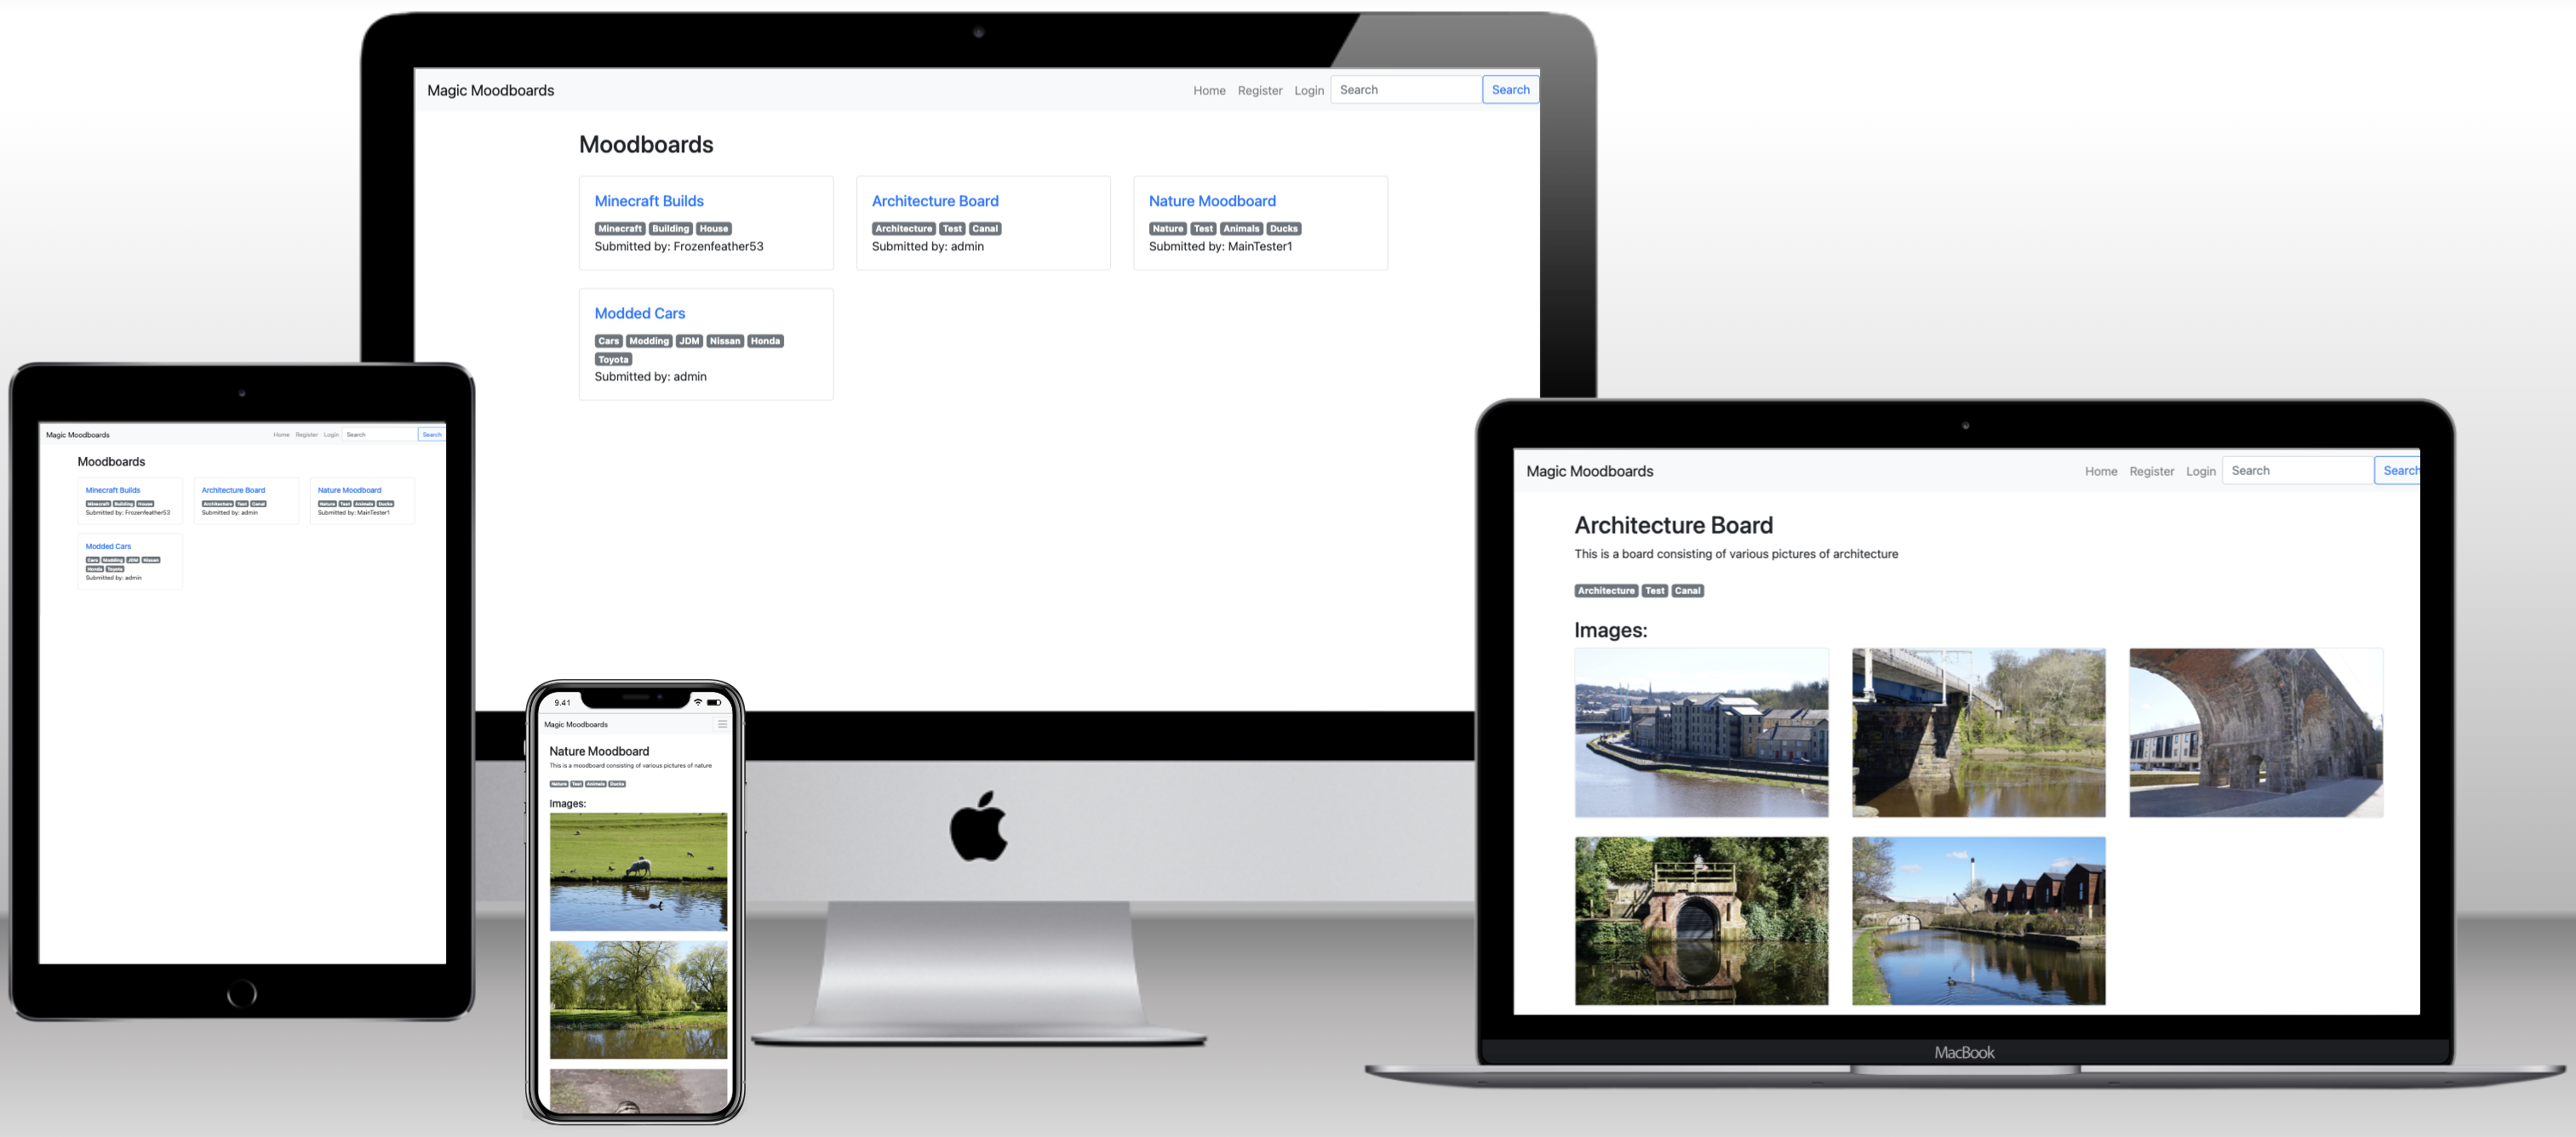 Magic Moodboards Home Register Login Search Search
Moodboards
Minecraft Builds
Minecraft Building House
Submitted by: Frozenfeather53
Architecture Board
Architecture Test Canal
Submitted by: admin
Nature Moodboard
Nature Test Animals Ducks
Submitted by: MainTester1
Modded Cars
Cars Modding JDM Nissan Honda
Toyota
Submitted by: admin
Magic Moodboards Home Register Login Search Search
Moodboards
Minecraft Builds
Minecraft Building House
Submitted by: Frozenfeather53
Architecture Board
Architecture Test Canal
Submitted by: admin
Nature Moodboard
Nature Test Animals Ducks
Submitted by: MainTester1
Modded Cars
Cars Modding JDM Nissan
Honda Toyota
Submitted by: admin
9.41
Magic Moodboards
Nature Moodboard
This is a moodboard consisting of various pictures of nature
Nature Test Animals Ducks
Images:
Magic Moodboards Home Register Login Search Search
Architecture Board
This is a board consisting of various pictures of architecture
Architecture Test Canal
Images:
MacBook